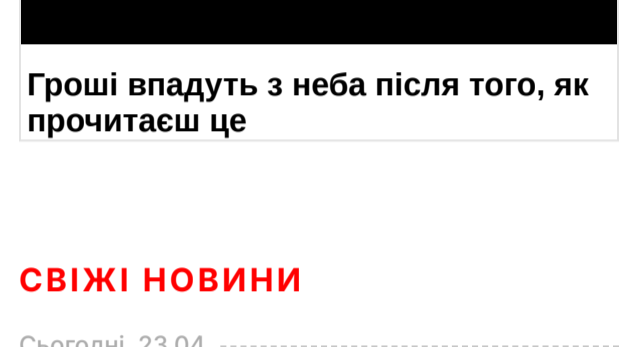 Гроші впадуть з неба після того, як
прочитаєш це
СВІЖІ НОВИНИ
Сьогодні, 23.04